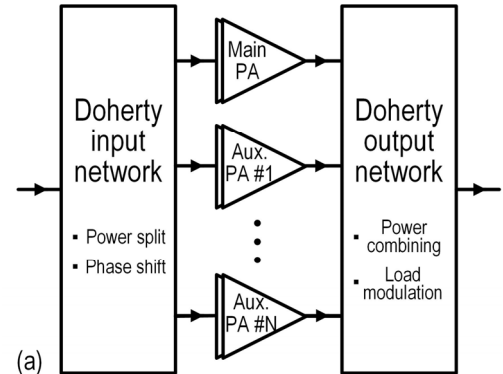 Doherty
input
network
▪ Power split
▪ Phase shift
Main
PA
Aux.
PA #1
Aux.
PA #N
Doherty
output
network
▪ Power
combining
▪ Load
modulation
(a)